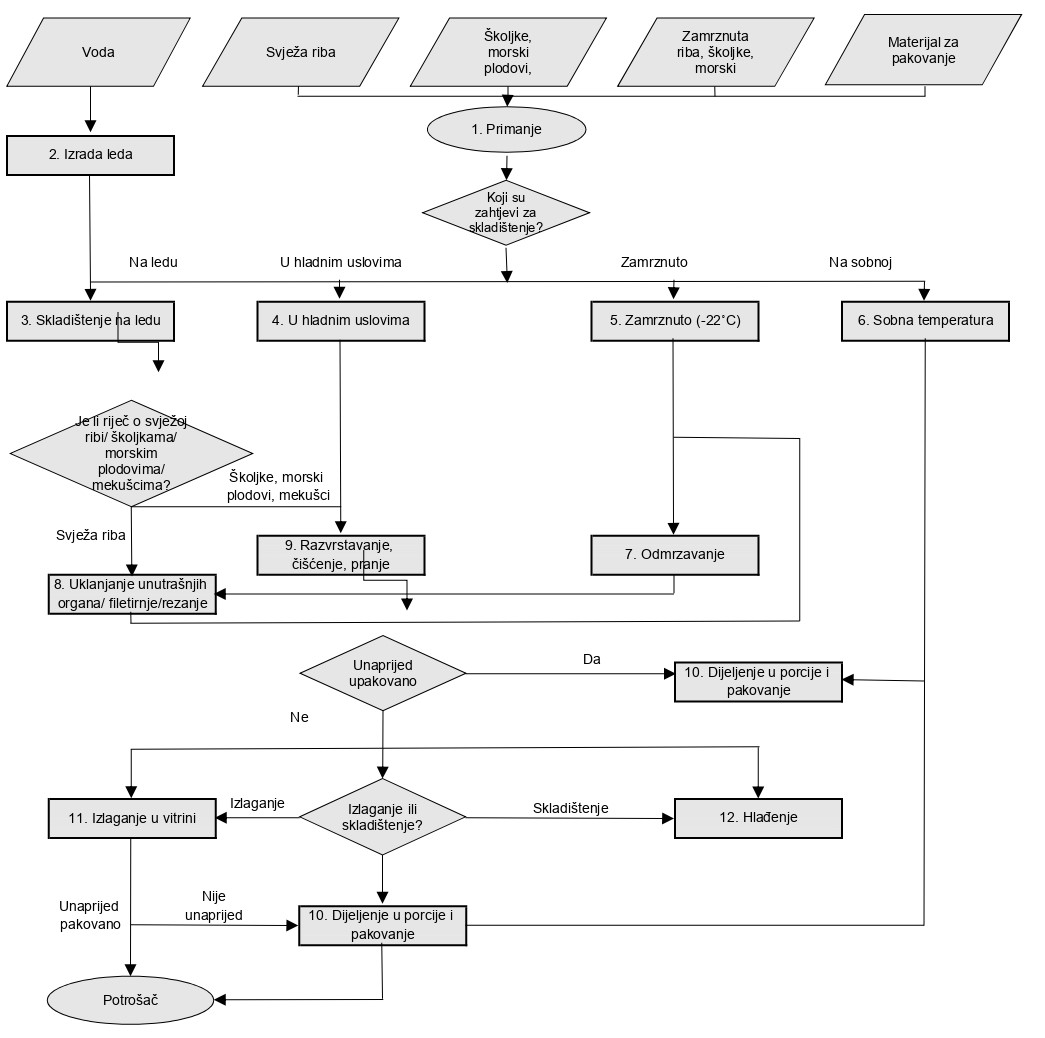 Voda
Svježa riba
Školjke,
morski
plodovi,
Zamrznuta
riba, školjke,
morski
Materijal za
pakovanje
1. Primanje
2. Izrada leda
Koji su
zahtjevi za
skladištenje?
Na ledu
U hladnim uslovima
Zamrznuto
Na sobnoj
3. Skladištenje na ledu
4. U hladnim uslovima
5. Zamrznuto (-22˚C)
6. Sobna temperatura
Je li riječ o svježoj
ribi/ školjkama/
morskim
plodovima/
mekušcima?
Školjke, morski
plodovi, mekušci
Svježa riba
9. Razvrstavanje,
čišćenje, pranje
7. Odmrzavanje
8. Uklanjanje unutrašnjih
organa/ filetirnje/rezanje
Unaprijed
upakovano
Da
10. Dijeljenje u porcije i
pakovanje
Ne
11. Izlaganje u vitrini
Izlaganje
Izlaganje ili
skladištenje?
Skladištenje
12. Hlađenje
Unaprijed
pakovano
Nije
unaprijed
10. Dijeljenje u porcije i
pakovanje
Potrošač